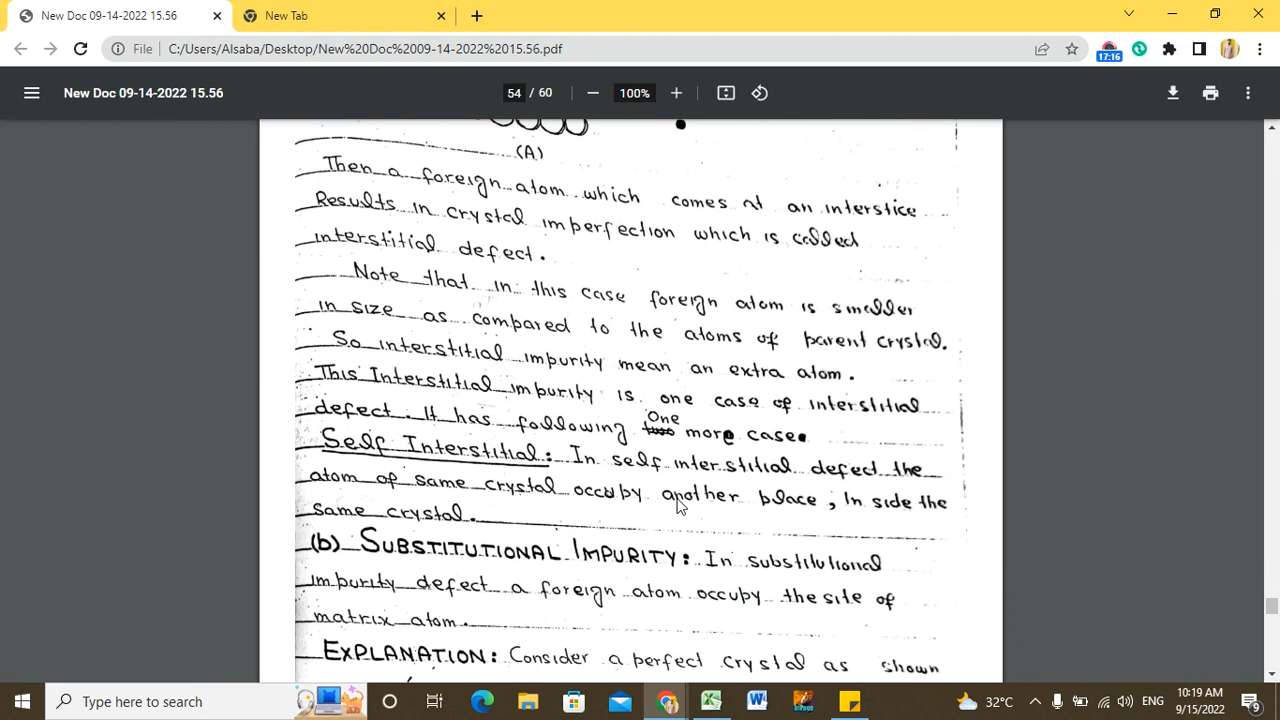 New Doc 09-14-2022 15.56
New Tab
File C:/Users/Alsaba/Desktop/New%20Doc%2009-14-2022%2015.56.pdf
17:16
New Doc 09-14-2022 15.56
54 / 60
100%
(A)
Then a foreign atom which comes at an interstice
Results in crystal imperfection which is called
interstitial defect.
Note that in this case foreign atom is smaller
in size as compared to the atoms of parent crystal.
So interstitial impurity mean an extra atom.
This Interstitial impurity is one case of interstitial
defect. It has following One more case.
Self Interstitial: In self interstitial defect the
atom of same crystal occupy another place, In side the
same crystal.
(b) SUBSTITUTIONAL IMPURITY: In substitutional
impurity defect a foreign atom occupy the site of
matrix atom.
EXPLANATION: Consider a perfect crystal as shown
Type here to search
32°C
ENG
10:19 AM
9/15/2022